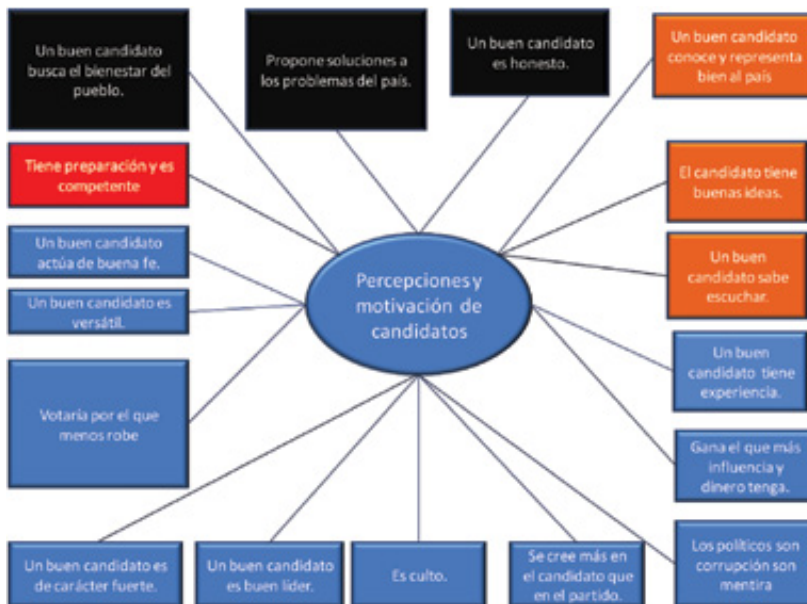 Un buen candidato
busca el bienestar del
pueblo.
Propone soluciones a
los problemas del país.
Un buen candidato
es honesto.
Un buen candidato
conoce y representa
bien al país
Tiene preparación y es
competente
El candidato tiene
buenas ideas.
Un buen candidato
actúa de buena fe.
Un buen
candidato sabe
escuchar.
Percepciones y
motivación de
candidatos
Un buen candidato es
versátil.
Un buen
candidato tiene
experiencia.
Votaría por el que
menos robe
Gana el que más
influencia y
dinero tenga.
Un buen candidato es
de carácter fuerte.
Un buen candidato
es buen líder.
Es culto.
Se cree más en
el candidato que
en el partido.
Los políticos son
corrupción son
mentira